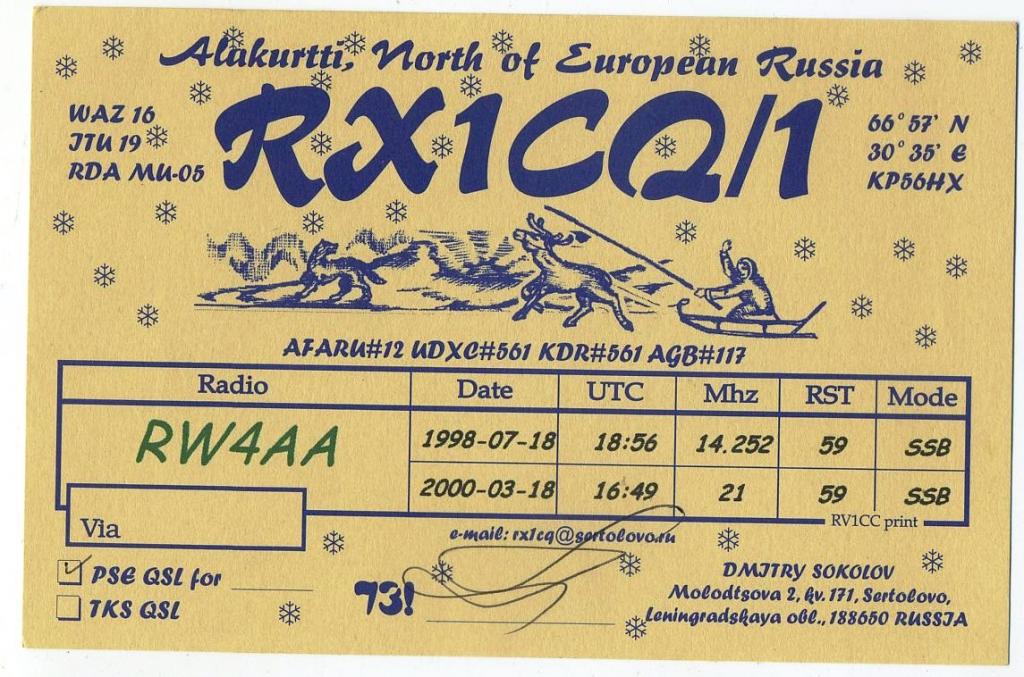 Alakurtti, North of European Russia
WAZ 16
ITU 19
RDA MU-05
RX1CQ/1
66° 57' N
30° 35' E
KP56HX
AFARU#12 UDXC#561 KDR#561 AGB#117
Radio Date UTC Mhz RST Mode
RW4AA
1998-07-18 18:56 14.252 59 SSB
2000-03-18 16:49 21 59 SSB
Via
RV1CC print
e-mail: rx1cq@sertolovo.ru
PSE QSL for
TKS QSL
73!
DMITRY SOKOLOV
Molodtsova 2, kv. 171, Sertolovo,
Leningradskaya obl., 188650 RUSSIA